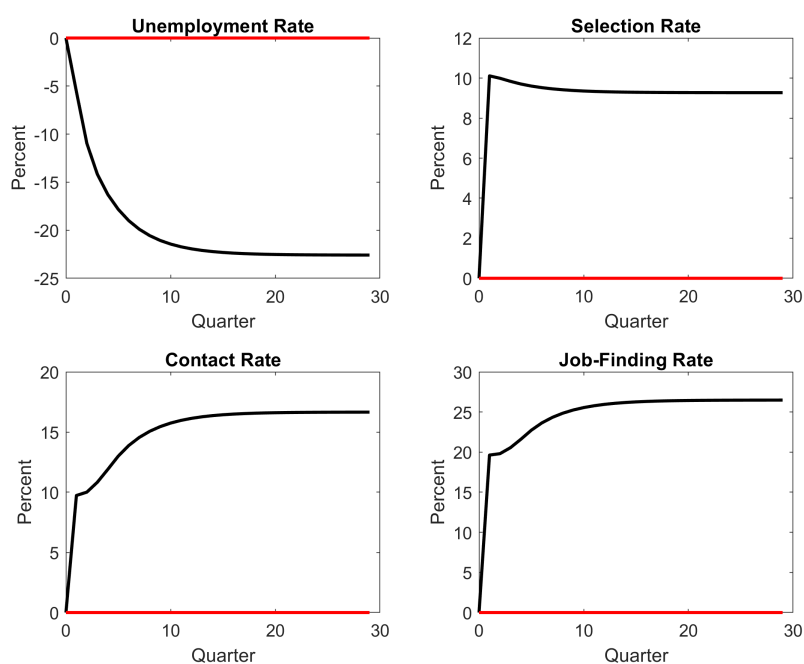 Unemployment Rate
0
-5
-10
-15
-20
-25
Percent
0 10 20 30
Quarter
Selection Rate
12
10
8
6
4
2
0
Percent
0 10 20 30
Quarter
Contact Rate
20
15
10
5
0
Percent
0 10 20 30
Quarter
Job-Finding Rate
30
25
20
15
10
5
0
Percent
0 10 20 30
Quarter